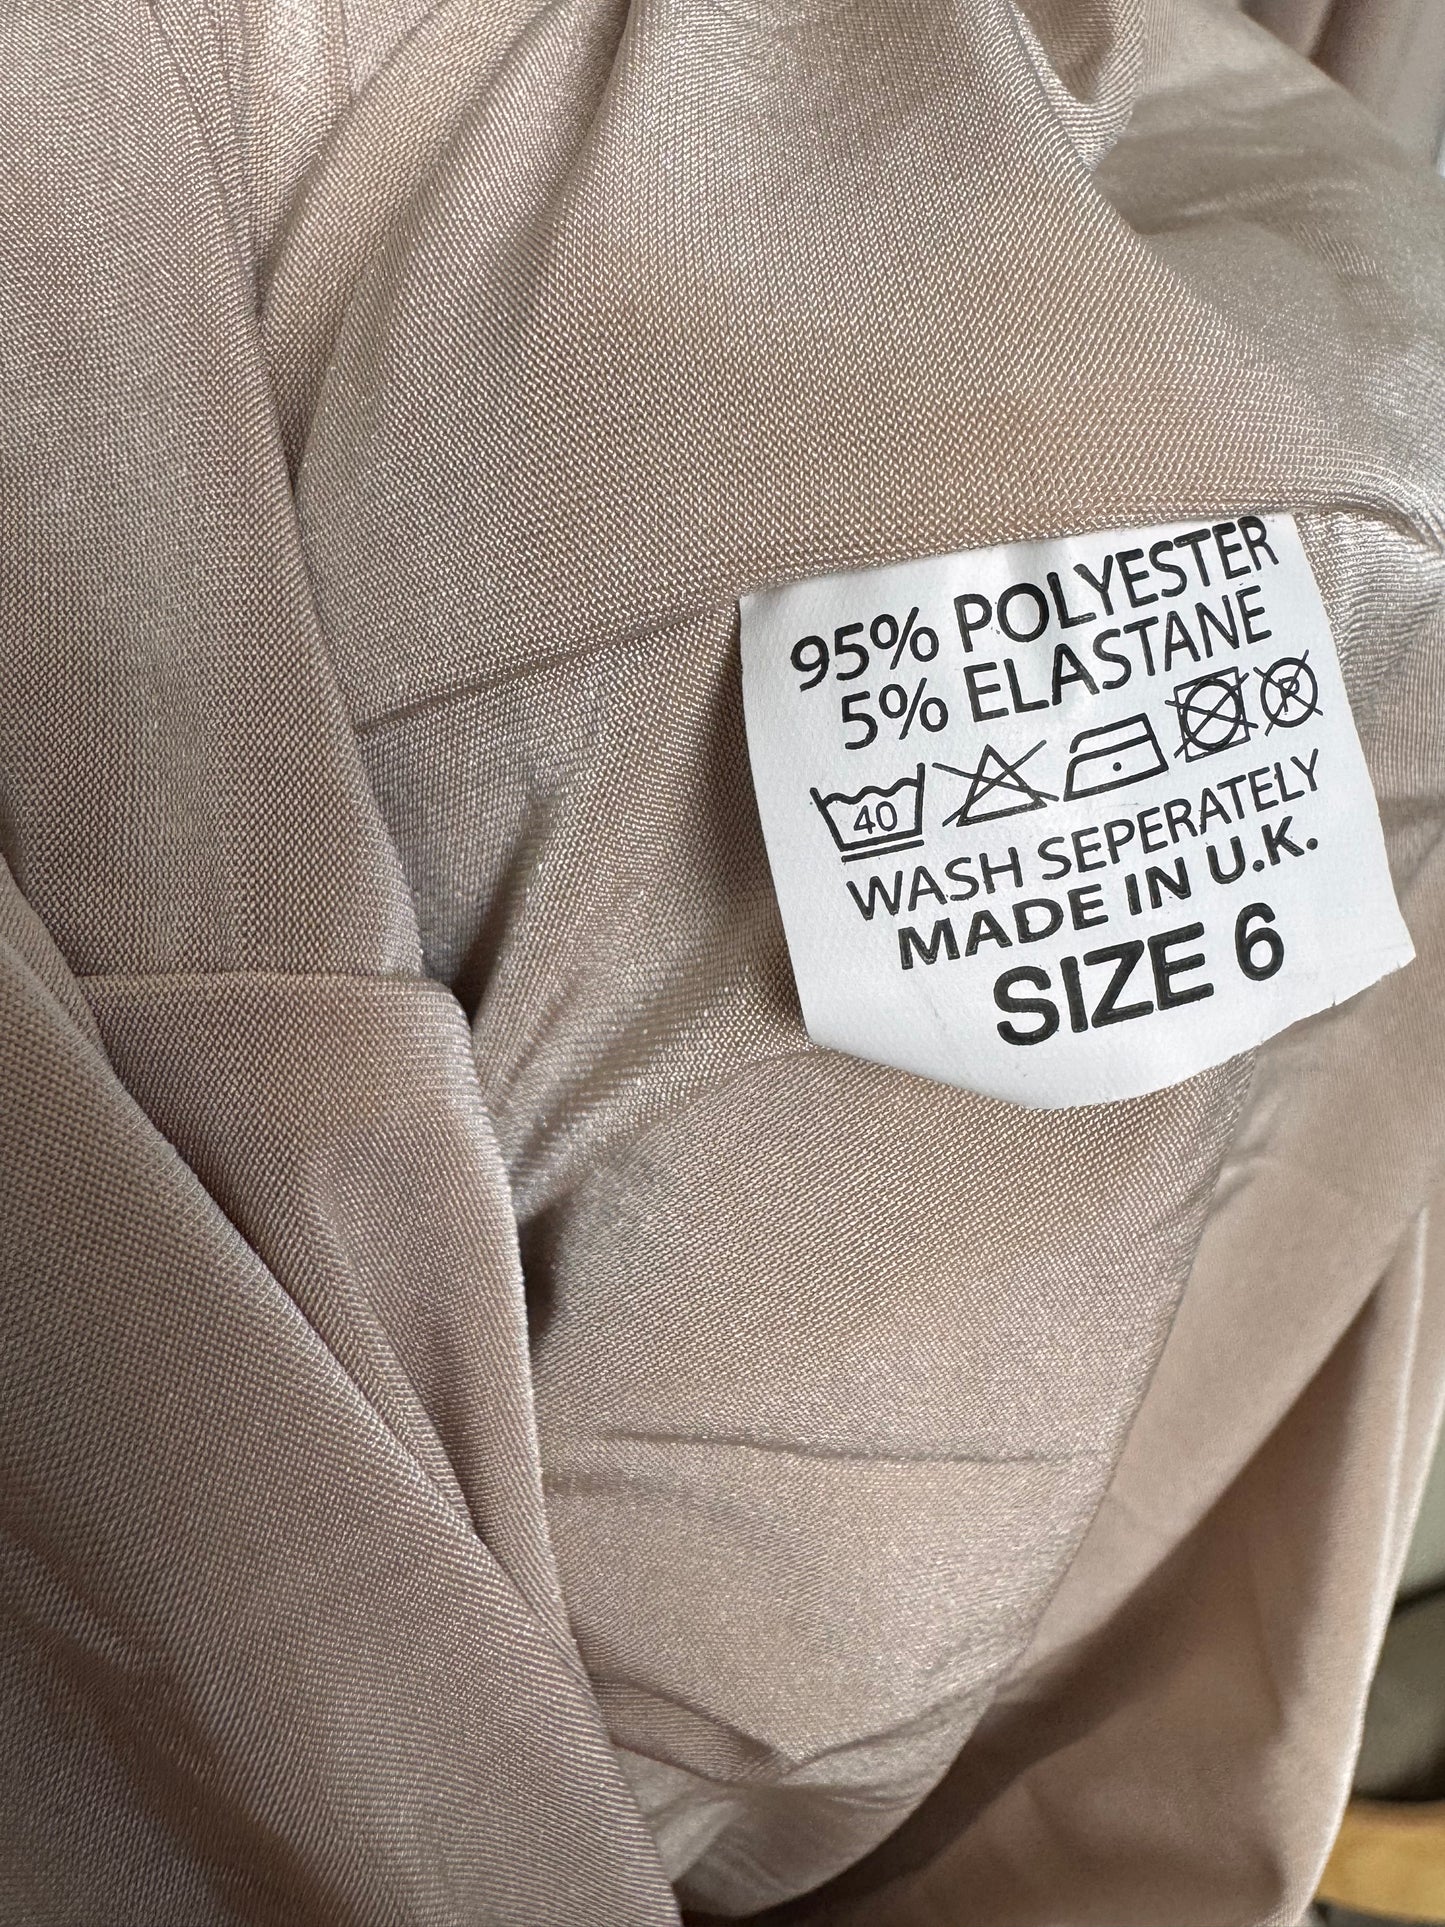 95% POLYESTER
5% ELASTANE
40 P
WASH SEPERATELY
MADE IN U.K.
SIZE 6